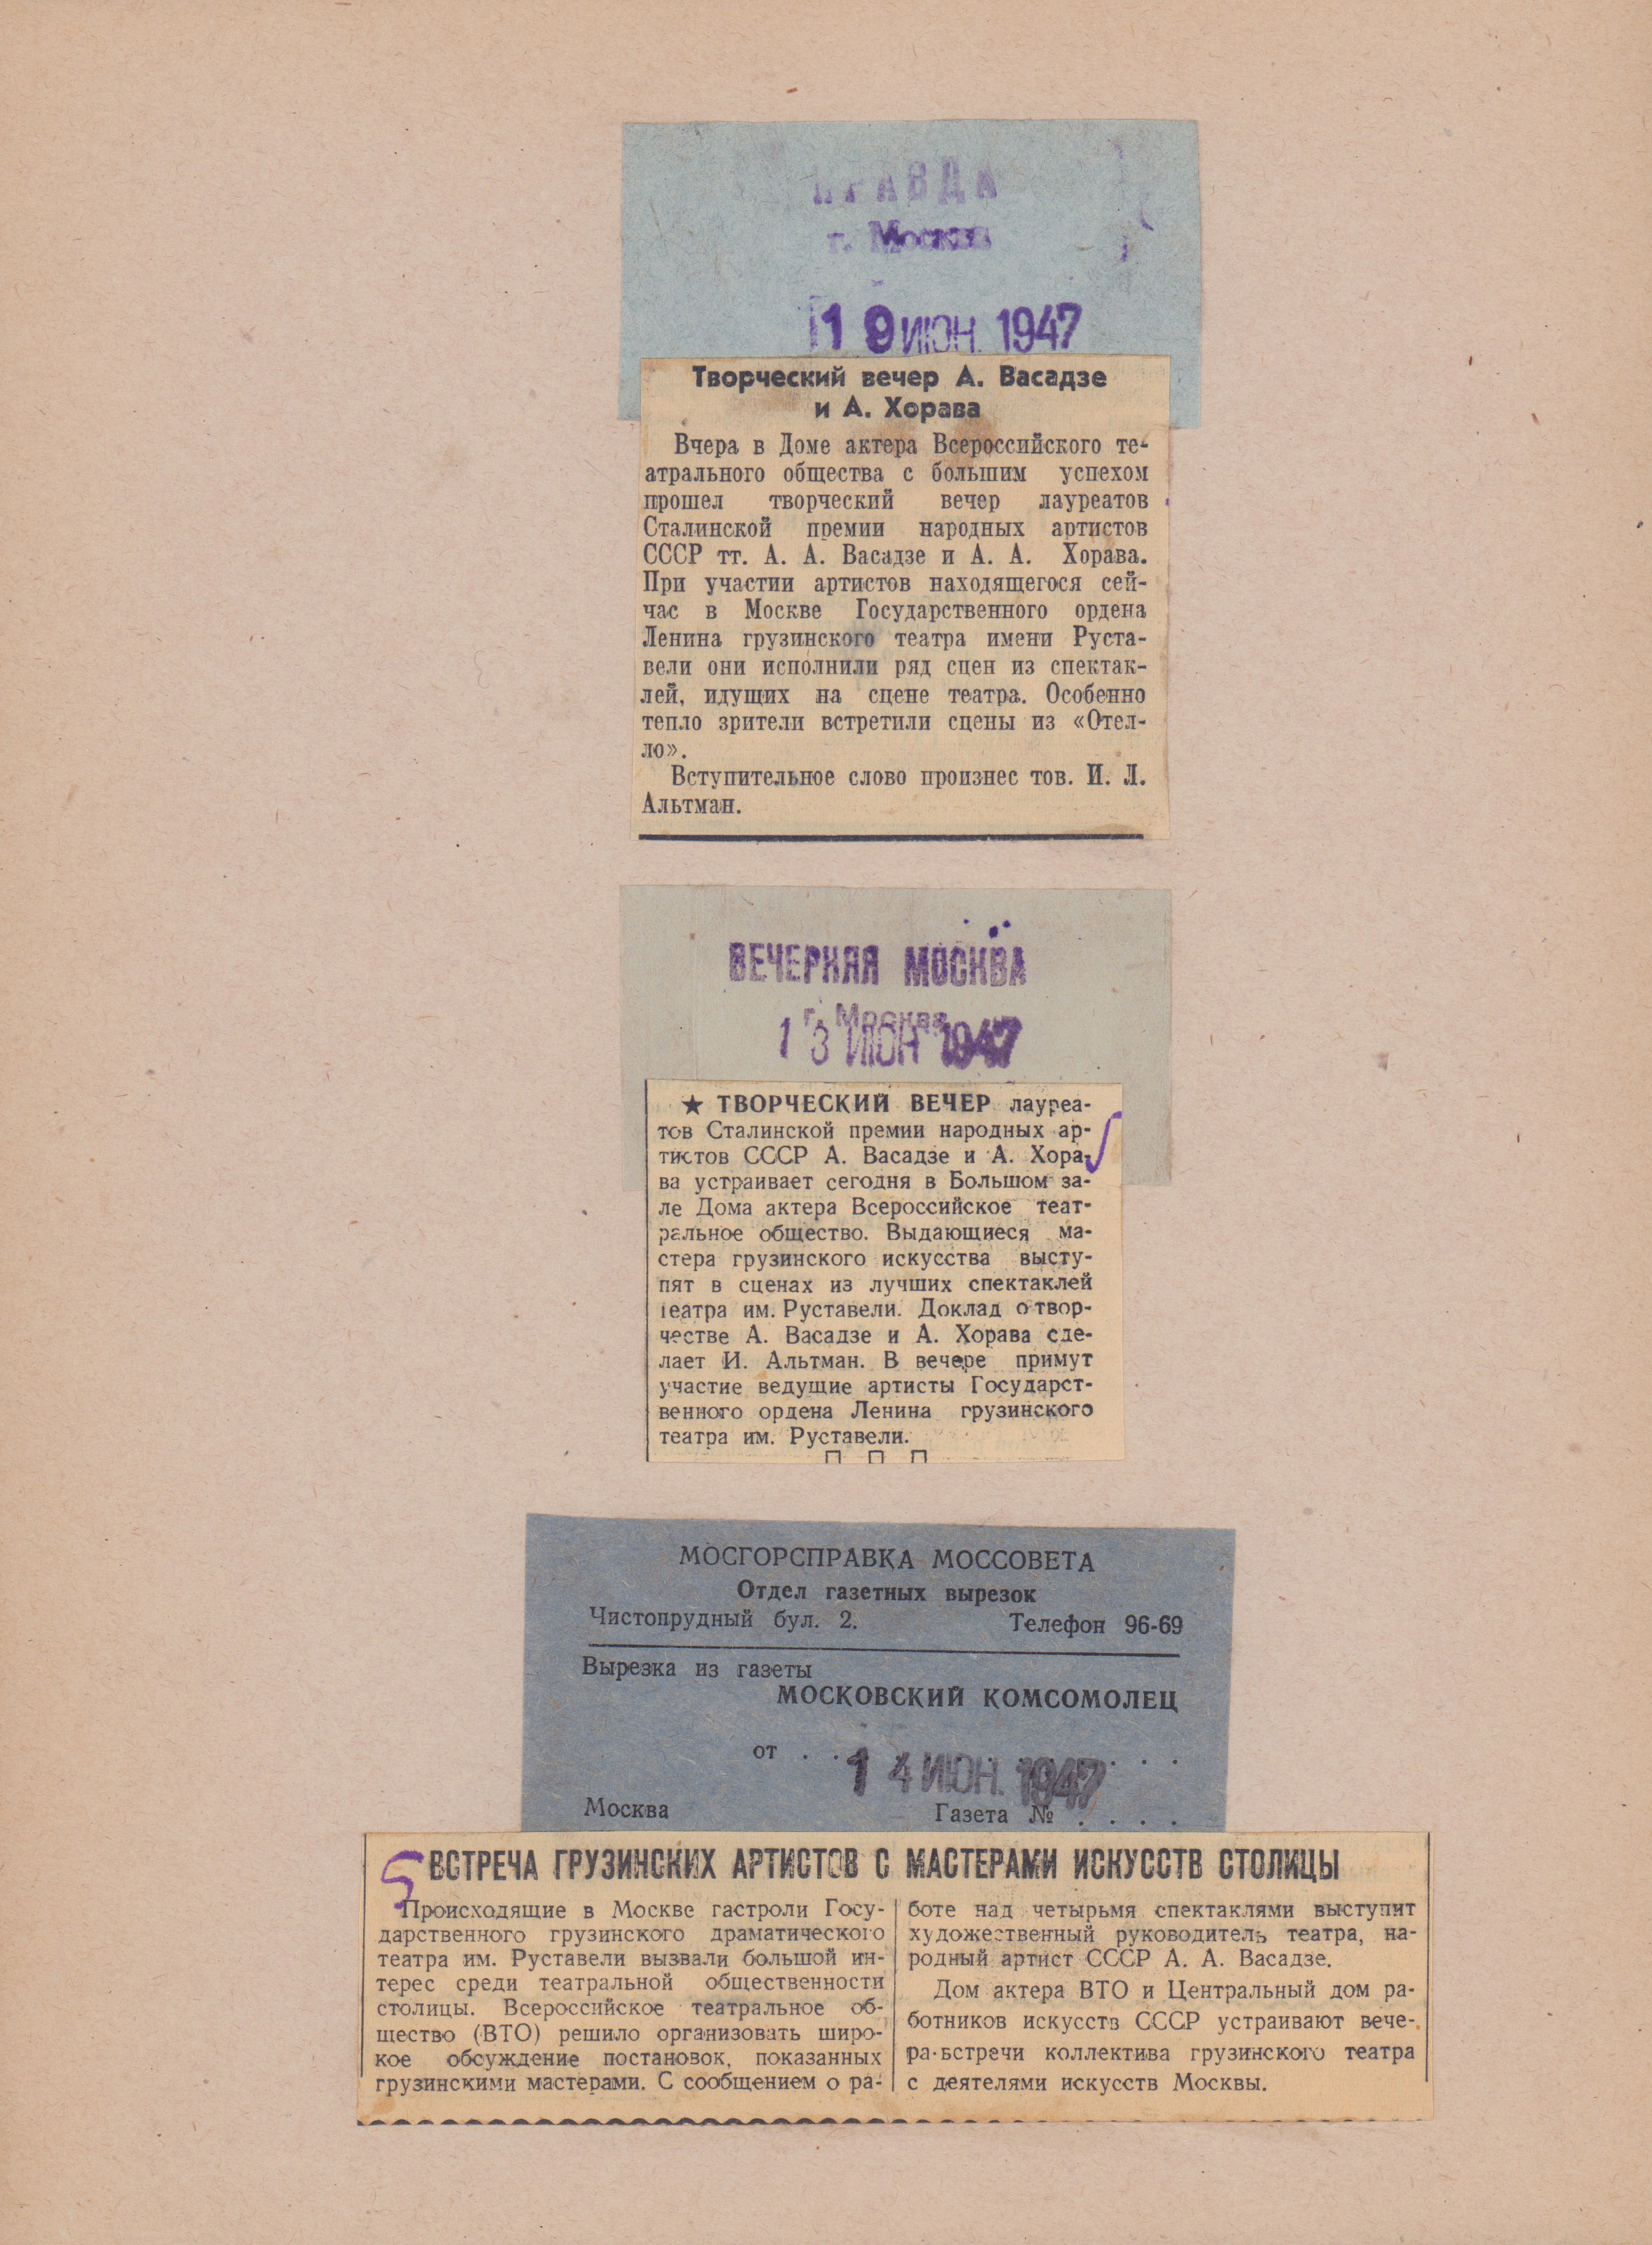 ПРАВДА
г. Москва
19 ИЮН. 1947
Творческий вечер А. Васадзе
и А. Хорава
Вчера в Доме актера Всероссийского те-
атрального общества с большим успехом
прошел творческий вечер лауреатов
Сталинской премии народных артистов
СССР тт. А. А. Васадзе и А. А. Хорава.
При участии артистов находящегося сей-
час в Москве Государственного ордена
Ленина грузинского театра имени Руста-
вели они исполнили ряд сцен из спектак-
лей, идущих на сцене театра. Особенно
тепло зрители встретили сцены из «Отел-
ло».
Вступительное слово произнес тов. И. Л.
Альтман.
ВЕЧЕРНЯЯ МОСКВА
г. Москва
13 ИЮН 1947
★ ТВОРЧЕСКИЙ ВЕЧЕР лауреа-
тов Сталинской премии народных ар-
тистов СССР А. Васадзе и А. Хора-
ва устраивает сегодня в Большом за-
ле Дома актера Всероссийское теат-
ральное общество. Выдающиеся ма-
стера грузинского искусства высту-
пят в сценах из лучших спектаклей
театра им. Руставели. Доклад о твор-
честве А. Васадзе и А. Хорава сде-
лает И. Альтман. В вечере примут
участие ведущие артисты Государст-
венного ордена Ленина грузинского
театра им. Руставели.
МОСГОРСПРАВКА МОССОВЕТА
Отдел газетных вырезок
Чистопрудный бул. 2. Телефон 96-69
Вырезка из газеты
МОСКОВСКИЙ КОМСОМОЛЕЦ
от . . 14 ИЮН. 1947 . . .
Москва Газета № . . . .
ВСТРЕЧА ГРУЗИНСКИХ АРТИСТОВ С МАСТЕРАМИ ИСКУССТВ СТОЛИЦЫ
Происходящие в Москве гастроли Госу-
дарственного грузинского драматического
театра им. Руставели вызвали большой ин-
терес среди театральной общественности
столицы. Всероссийское театральное об-
щество (ВТО) решило организовать широ-
кое обсуждение постановок, показанных
грузинскими мастерами. С сообщением о ра-
боте над четырьмя спектаклями выступит
художественный руководитель театра, на-
родный артист СССР А. А. Васадзе.
Дом актера ВТО и Центральный дом ра-
ботников искусств СССР устраивают вече-
ра-встречи коллектива грузинского театра
с деятелями искусств Москвы.